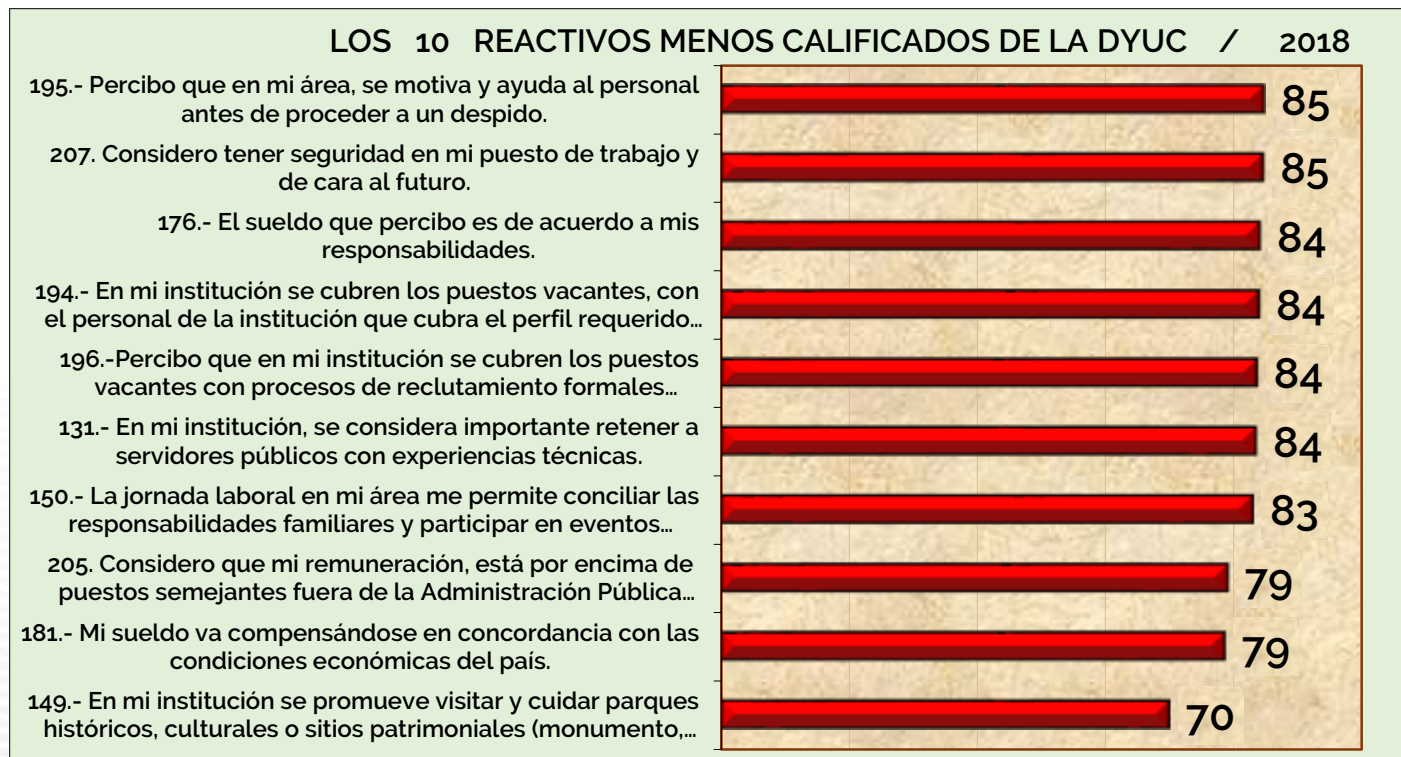 LOS 10 REACTIVOS MENOS CALIFICADOS DE LA DYUC / 2018
195.- Percibo que en mi área, se motiva y ayuda al personal
antes de proceder a un despido.
85
207. Considero tener seguridad en mi puesto de trabajo y
de cara al futuro.
85
176.- El sueldo que percibo es de acuerdo a mis
responsabilidades.
84
194.- En mi institución se cubren los puestos vacantes, con
el personal de la institución que cubra el perfil requerido...
84
196.-Percibo que en mi institución se cubren los puestos
vacantes con procesos de reclutamiento formales...
84
131.- En mi institución, se considera importante retener a
servidores públicos con experiencias técnicas.
84
150.- La jornada laboral en mi área me permite conciliar las
responsabilidades familiares y participar en eventos...
83
205. Considero que mi remuneración, está por encima de
puestos semejantes fuera de la Administración Pública...
79
181.- Mi sueldo va compensándose en concordancia con las
condiciones económicas del país.
79
149.- En mi institución se promueve visitar y cuidar parques
históricos, culturales o sitios patrimoniales (monumento,...
70